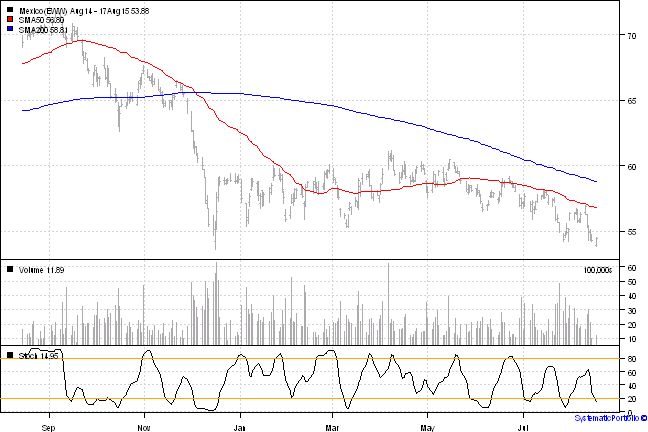 Mexico(EWW) Aug 14 - 17Aug15 53.88
SMA50 56.80
SMA200 58.81
70
65
60
55
Volume 11.89
100,000s
60
50
40
30
20
10
Stoch 14.95
80
60
40
20
0
Sep
Nov
Jan
Mar
May
Jul
SystematicPortfolio ©